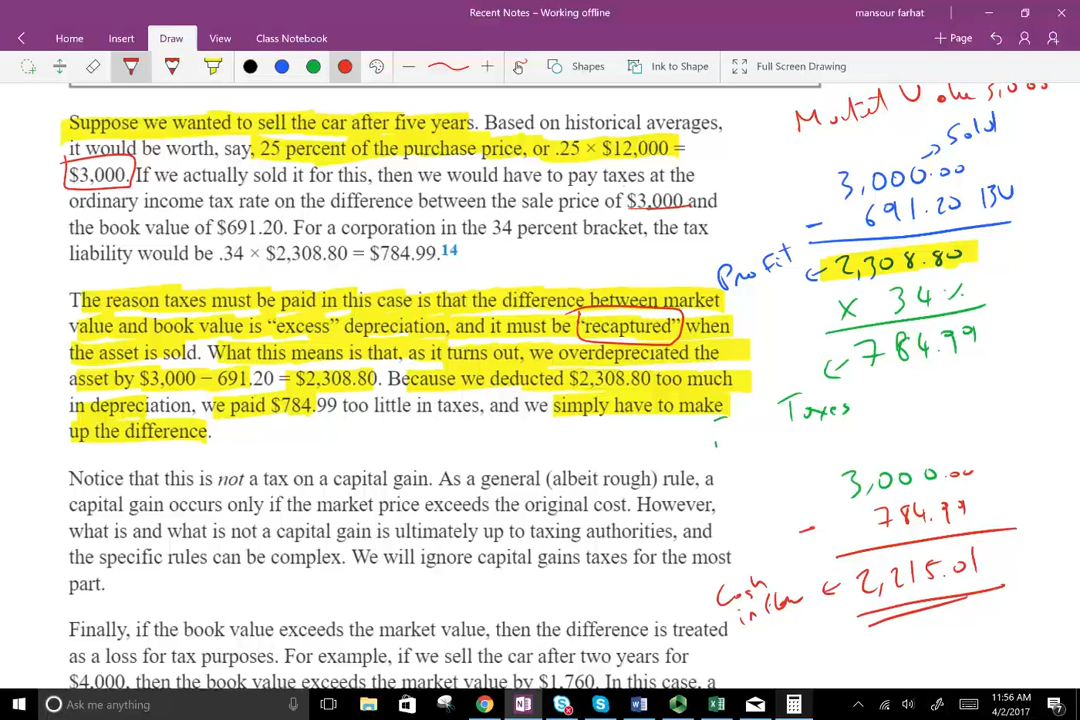 Recent Notes - Working offline
mansour farhat
Home Insert Draw View Class Notebook
+ Page
Shapes Ink to Shape Full Screen Drawing
Suppose we wanted to sell the car after five years. Based on historical averages,
it would be worth, say, 25 percent of the purchase price, or .25 × $12,000 =
$3,000. If we actually sold it for this, then we would have to pay taxes at the
ordinary income tax rate on the difference between the sale price of $3,000 and
the book value of $691.20. For a corporation in the 34 percent bracket, the tax
liability would be .34 × $2,308.80 = $784.99.14
The reason taxes must be paid in this case is that the difference between market
value and book value is “excess” depreciation, and it must be “recaptured” when
the asset is sold. What this means is that, as it turns out, we overdepreciated the
asset by $3,000 − 691.20 = $2,308.80. Because we deducted $2,308.80 too much
in depreciation, we paid $784.99 too little in taxes, and we simply have to make
up the difference.
Notice that this is not a tax on a capital gain. As a general (albeit rough) rule, a
capital gain occurs only if the market price exceeds the original cost. However,
what is and what is not a capital gain is ultimately up to taxing authorities, and
the specific rules can be complex. We will ignore capital gains taxes for the most
part.
Finally, if the book value exceeds the market value, then the difference is treated
as a loss for tax purposes. For example, if we sell the car after two years for
$4,000, then the book value exceeds the market value by $1,760. In this case, a
Market Value 3,000
→ Sold
3,000.00
- 691.20 BV
Profit ← 2,308.80
x 34%
← 784.99
Taxes
3,000.00
- 784.99
Cash inflow ← 2,215.01
Ask me anything
11:56 AM
4/2/2017
7